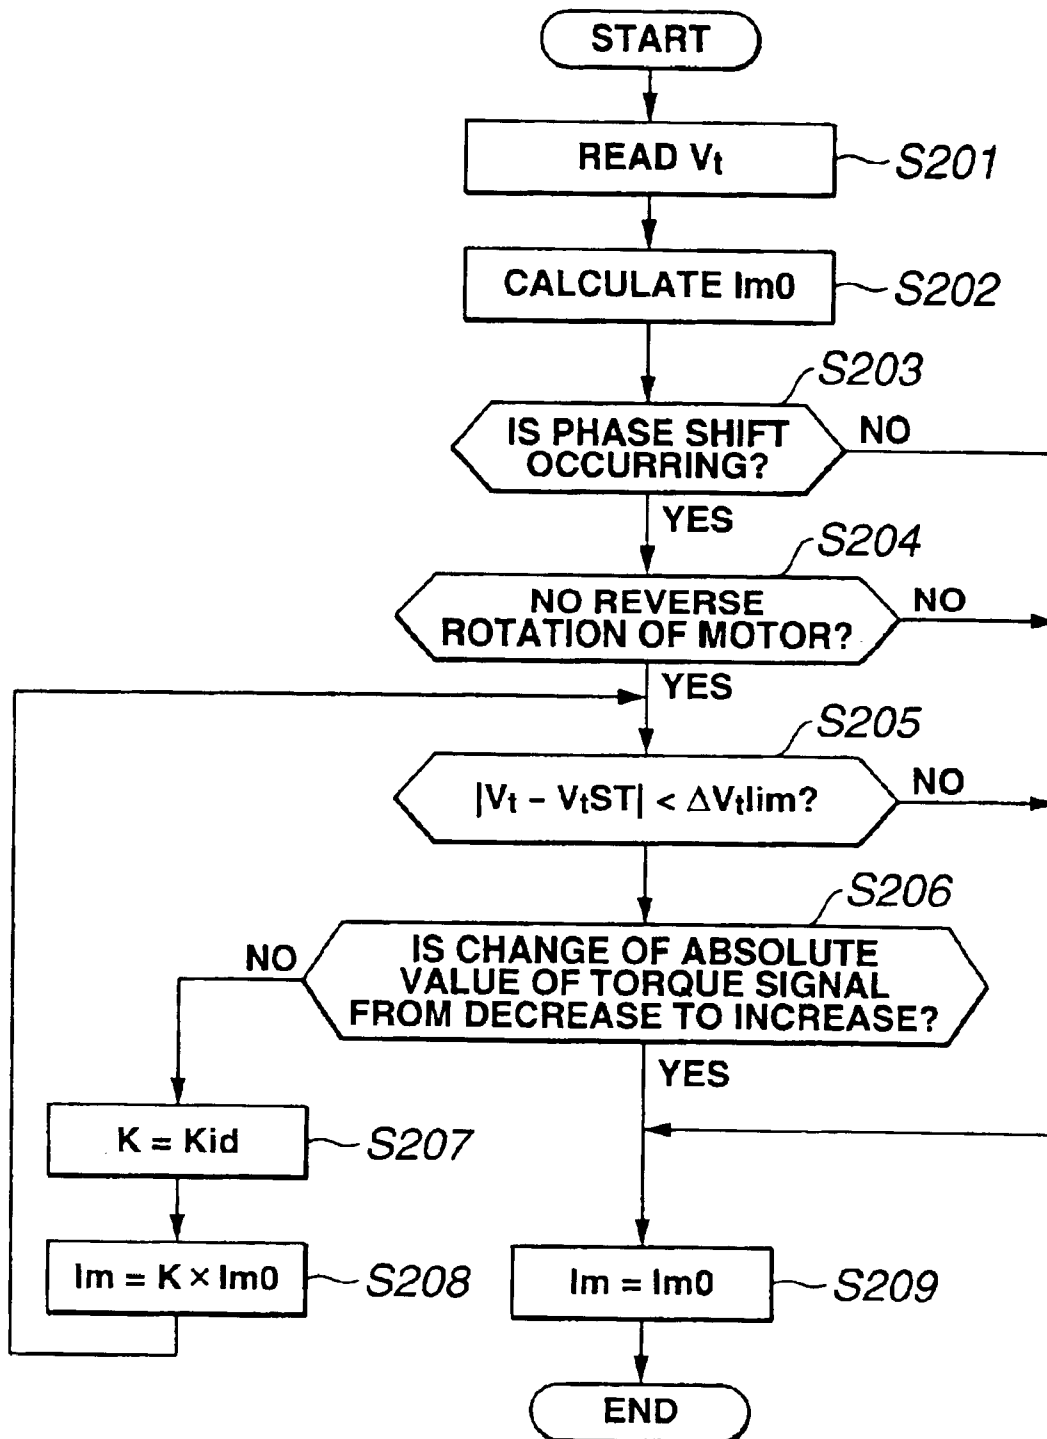 START
READ Vt
S201
CALCULATE Im0
S202
S203
IS PHASE SHIFT
OCCURRING?
NO
YES
S204
NO REVERSE
ROTATION OF MOTOR?
NO
YES
S205
|Vt – VtST| < ΔVtlim?
NO
S206
IS CHANGE OF ABSOLUTE
VALUE OF TORQUE SIGNAL
FROM DECREASE TO INCREASE?
NO
YES
K = Kid
S207
Im = K × Im0
S208
Im = Im0
S209
END